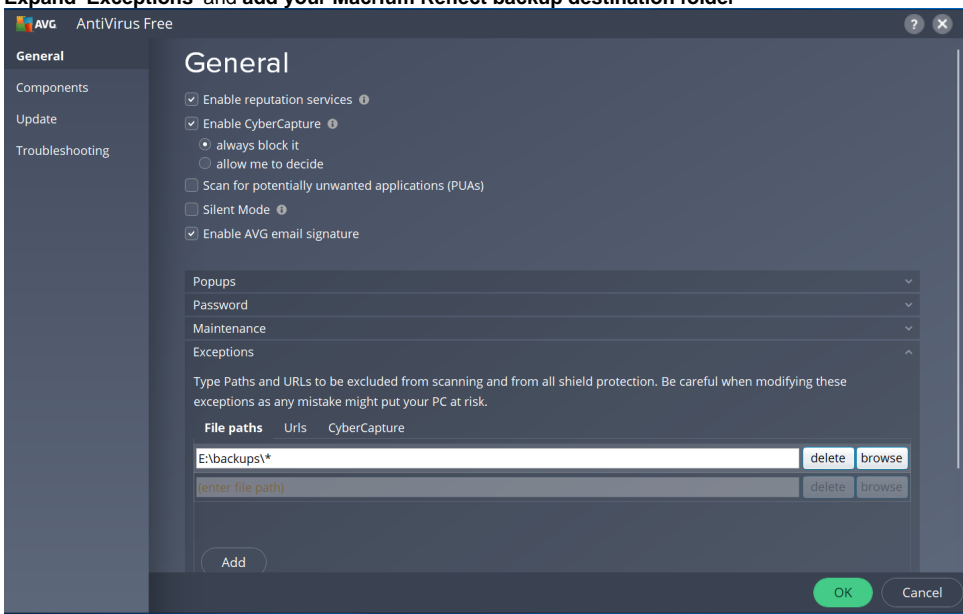 Expand 'Exceptions' and add your Macrium Reflect backup destination folder
AVG AntiVirus Free
? X
General
Components
Update
Troubleshooting
General
Enable reputation services
Enable CyberCapture
always block it
allow me to decide
Scan for potentially unwanted applications (PUAs)
Silent Mode
Enable AVG email signature
Popups
Password
Maintenance
Exceptions
Type Paths and URLs to be excluded from scanning and from all shield protection. Be careful when modifying these
exceptions as any mistake might put your PC at risk.
File paths Urls CyberCapture
E:\backups\* delete browse
(enter file path) delete browse
Add
OK Cancel